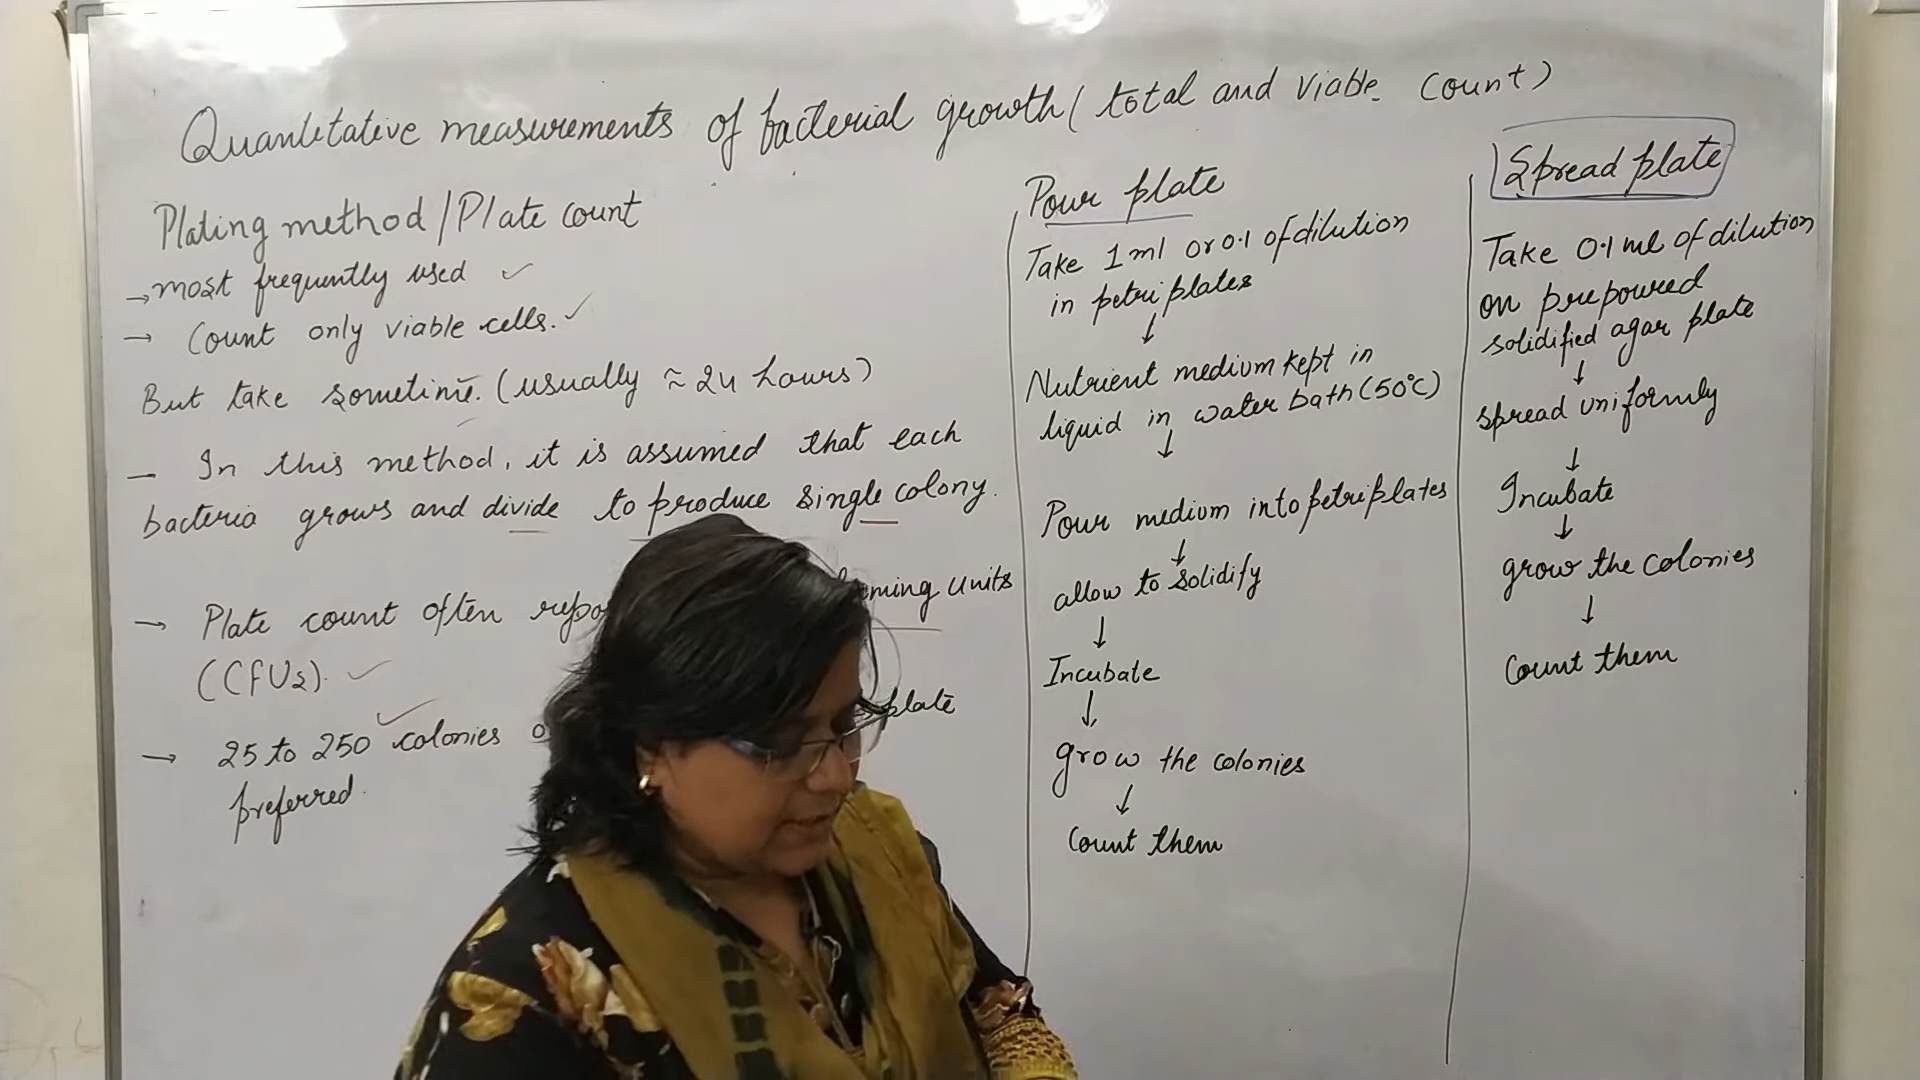 Quantitative measurements of bacterial growth (total and viable count)
Plating method / Plate count
→ most frequently used ✓
→ Count only viable cells. ✓
But take sometime. (usually ≈ 24 hours)
– In this method, it is assumed that each
bacteria grows and divide to produce single colony.
→ Plate count often units
(CFUs). ✓
→ 25 to 250 colonies plate
preferred.
Pour plate
Take 1 ml or 0.1 of dilution
in petriplates
↓
Nutrient medium kept in
liquid in water bath (50°C)
↓
Pour medium into petriplates
↓
allow to solidify
↓
Incubate
↓
grow the colonies
↓
Count them
Spread plate
Take 0.1 ml of dilution
on prepoured
solidified agar plate
↓
spread uniformly
↓
Incubate
↓
grow the colonies
↓
Count them